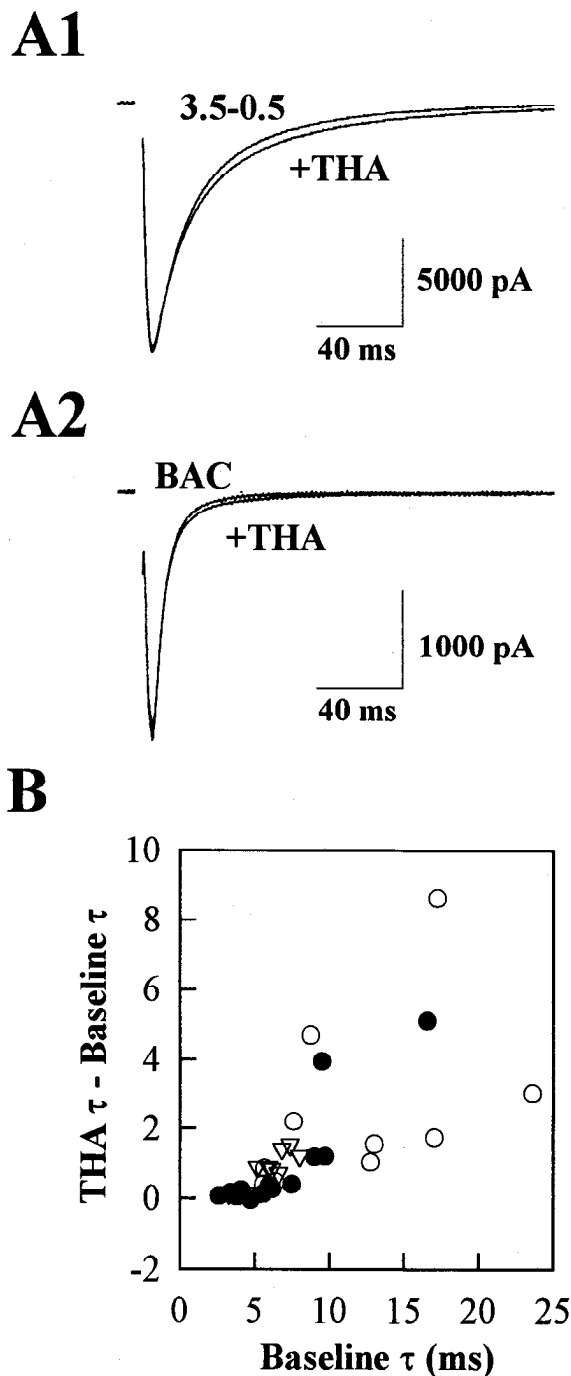 A1
3.5-0.5
+THA
5000 pA
40 ms
A2
BAC
+THA
1000 pA
40 ms
B
10
8
6
4
2
0
-2
THA τ - Baseline τ
0 5 10 15 20 25
Baseline τ (ms)